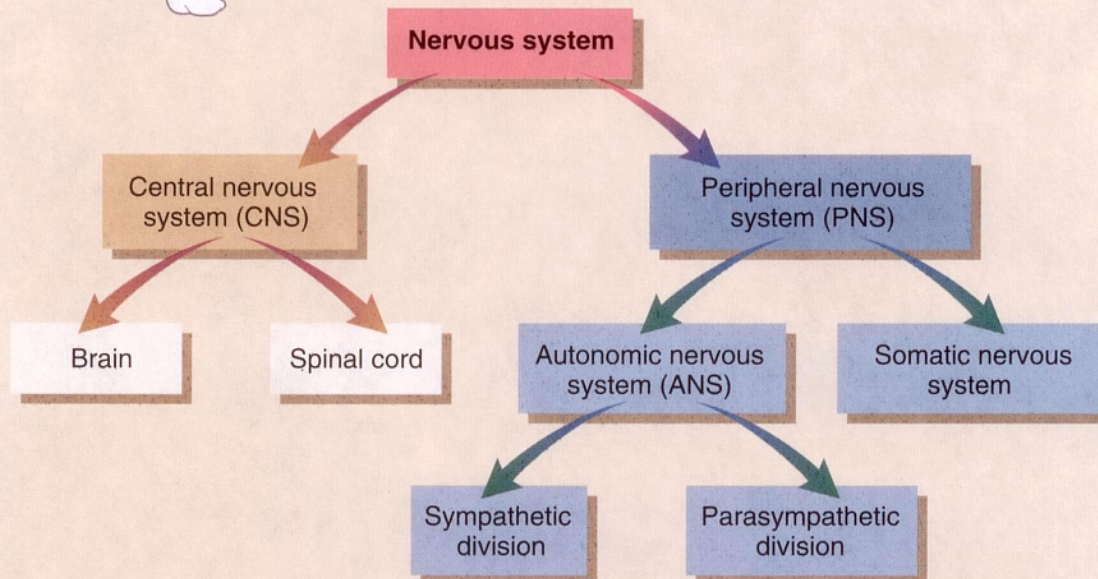 Nervous system
Central nervous
system (CNS)
Peripheral nervous
system (PNS)
Brain
Spinal cord
Autonomic nervous
system (ANS)
Somatic nervous
system
Sympathetic
division
Parasympathetic
division